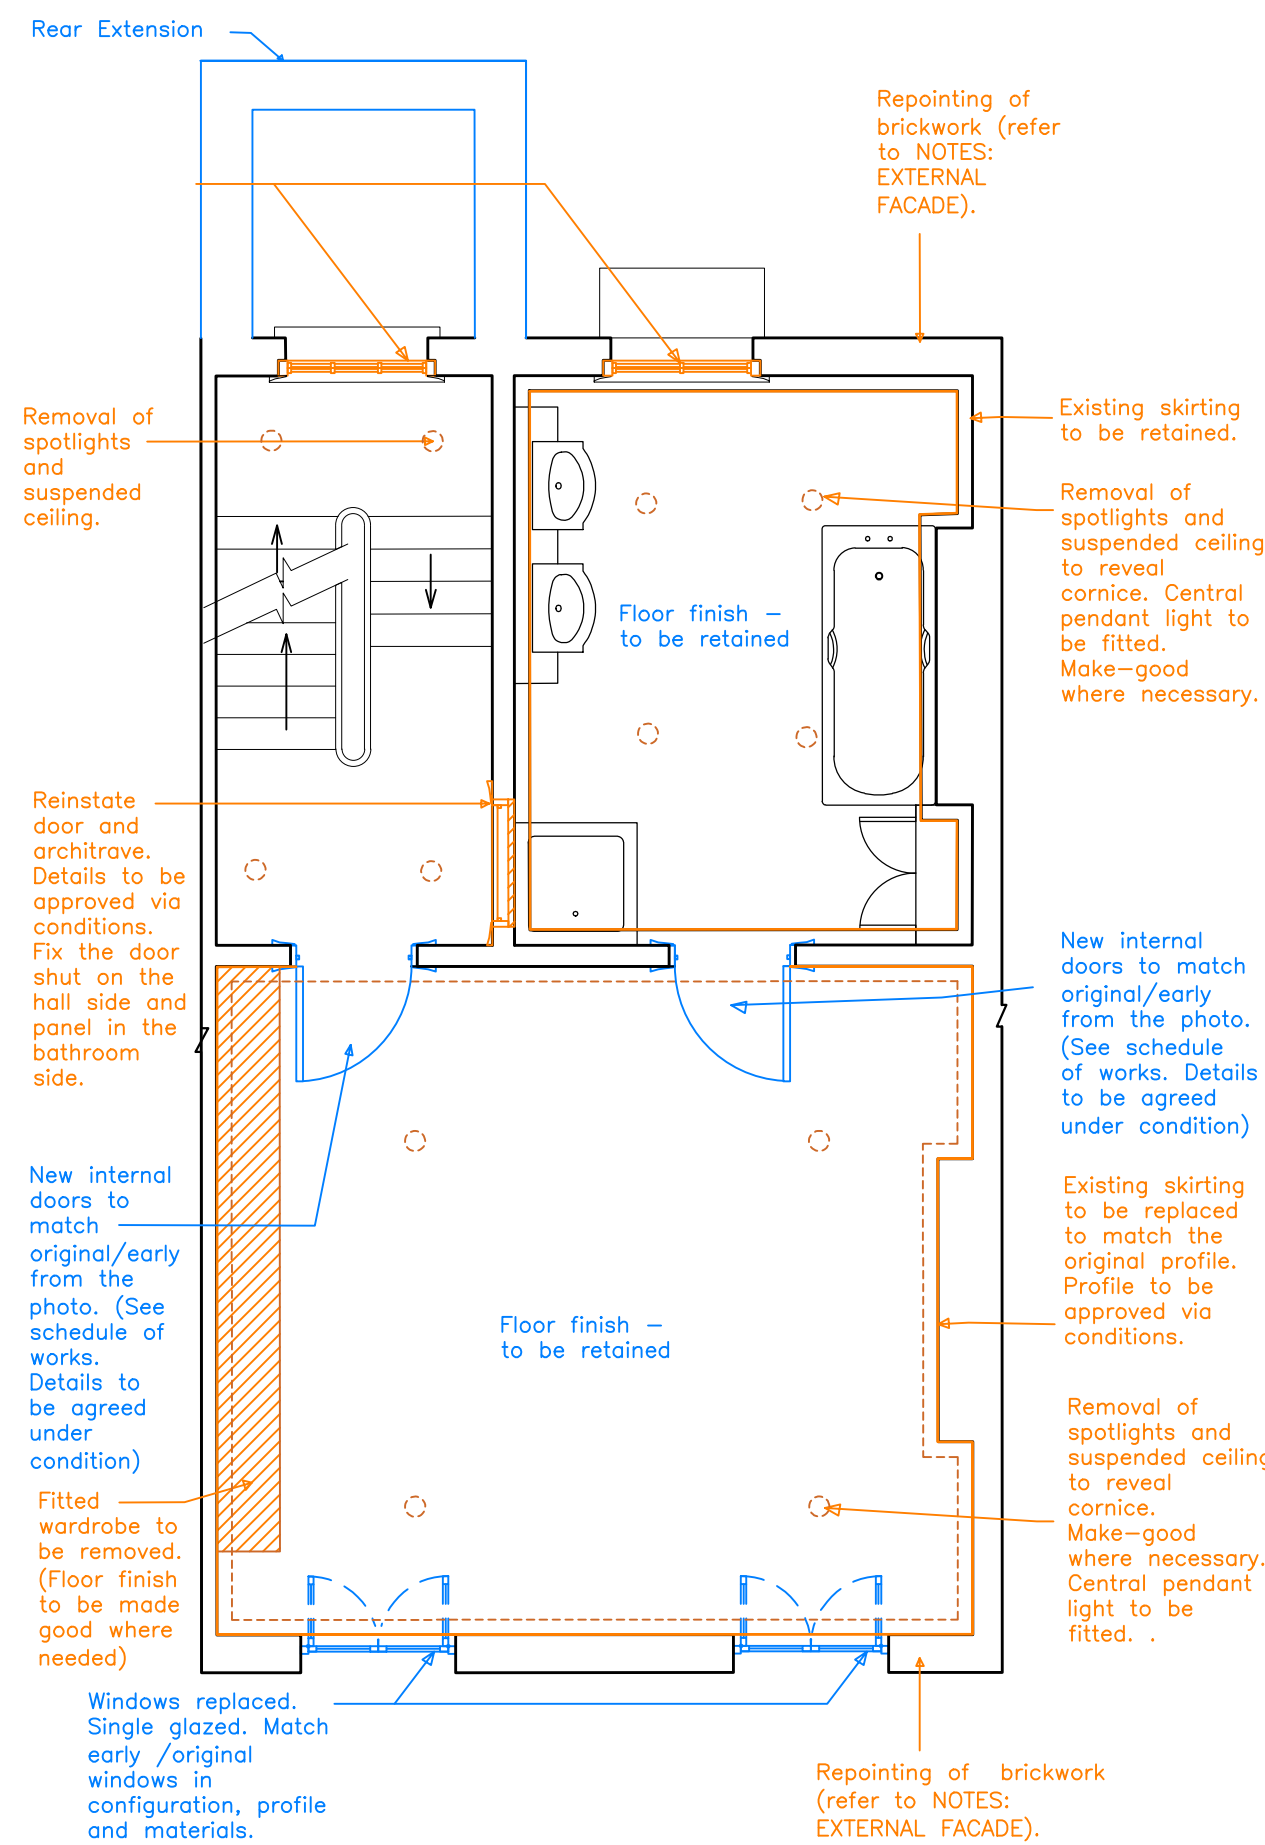 Rear Extension
Repointing of
brickwork (refer
to NOTES:
EXTERNAL
FACADE).
Removal of
spotlights
and
suspended
ceiling.
Existing skirting
to be retained.
Removal of
spotlights and
suspended ceiling
to reveal
cornice. Central
pendant light to
be fitted.
Make-good
where necessary.
Floor finish -
to be retained
Reinstate
door and
architrave.
Details to be
approved via
conditions.
Fix the door
shut on the
hall side and
panel in the
bathroom
side.
New internal
doors to match
original/early
from the photo.
(See schedule
of works. Details
to be agreed
under condition)
New internal
doors to
match
original/early
from the
photo. (See
schedule of
works.
Details to
be agreed
under
condition)
Existing skirting
to be replaced
to match the
original profile.
Profile to be
approved via
conditions.
Floor finish -
to be retained
Removal of
spotlights and
suspended ceiling
to reveal
cornice.
Make-good
where necessary.
Central pendant
light to be
fitted. .
Fitted
wardrobe to
be removed.
(Floor finish
to be made
good where
needed)
Windows replaced.
Single glazed. Match
early /original
windows in
configuration, profile
and materials.
Repointing of brickwork
(refer to NOTES:
EXTERNAL FACADE).